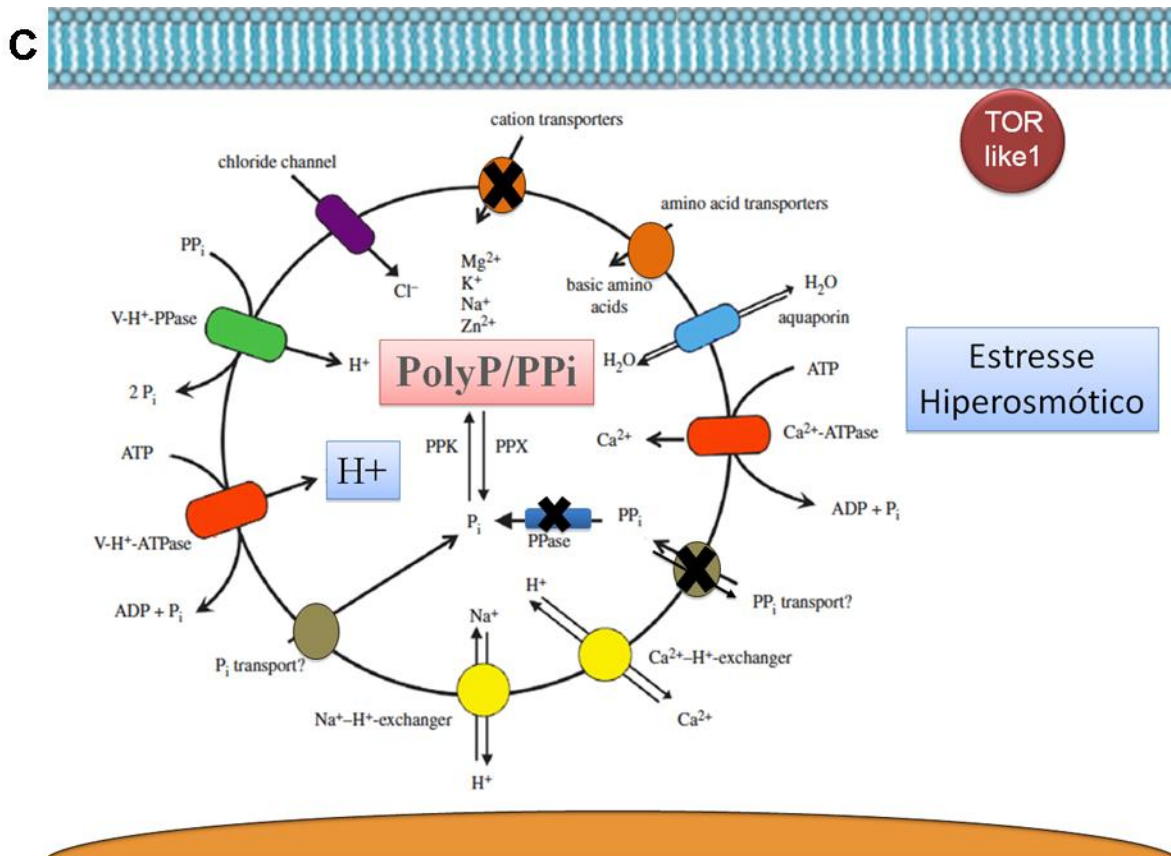 C
TOR
like1
cation transporters
chloride channel
amino acid transporters
PPᵢ
Mg²⁺
K⁺
Na⁺
Zn²⁺
basic amino
acids
H₂O
aquaporin
Cl⁻
V-H⁺-PPase
H⁺
PolyP/PPi
H₂O
Estresse
Hiperosmótico
2 Pᵢ
ATP
PPK
PPX
Ca²⁺
Ca²⁺-ATPase
ATP
H+
Pᵢ
PPase
PPᵢ
ADP + Pᵢ
V-H⁺-ATPase
ADP + Pᵢ
H⁺
PPᵢ transport?
Na⁺
Pᵢ transport?
Ca²⁺–H⁺-exchanger
Na⁺–H⁺-exchanger
Ca²⁺
H⁺